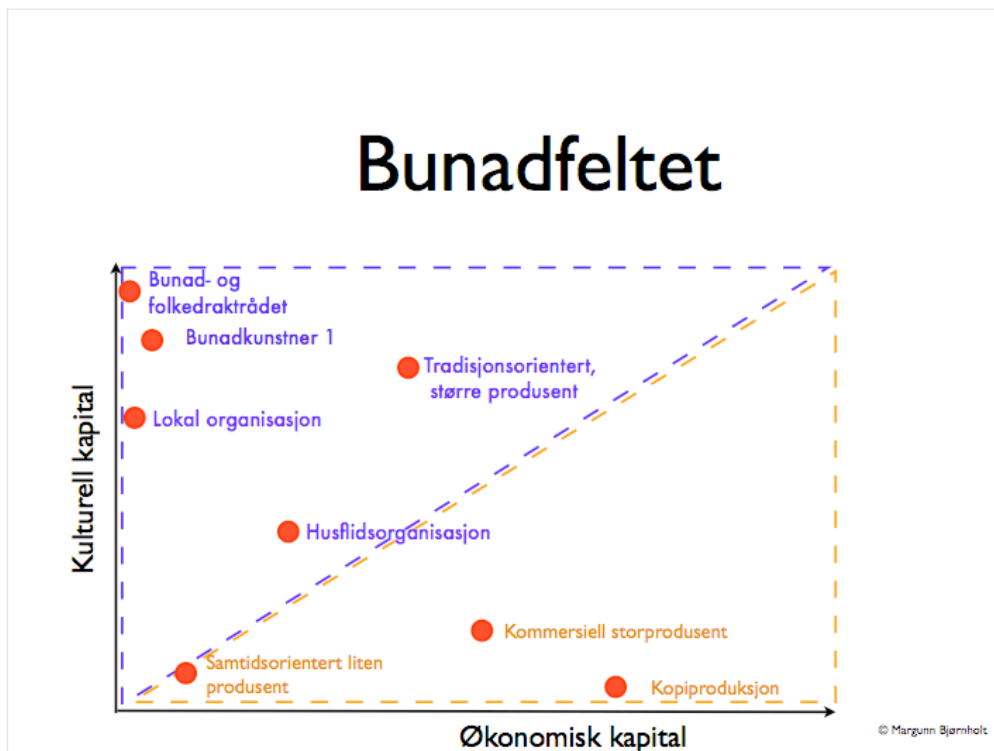 Bunadfeltet
Kulturell kapital
Bunad- og
folkedraktrådet
Bunadkunstner 1
Tradisjonsorientert,
større produsent
Lokal organisasjon
Husflidsorganisasjon
Kommersiell storprodusent
Samtidsorientert liten
produsent
Kopiproduksjon
Økonomisk kapital
© Margunn Bjørnholt